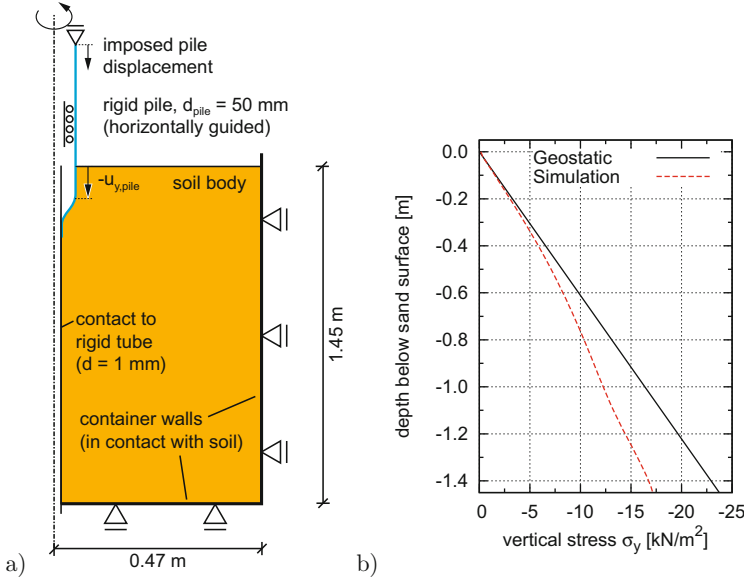 imposed pile
displacement
rigid pile, d_pile = 50 mm
(horizontally guided)
-u_y,pile
soil body
contact to
rigid tube
(d = 1 mm)
container walls
(in contact with soil)
1.45 m
0.47 m
a)
Geostatic
Simulation
0.0
-0.2
-0.4
-0.6
-0.8
-1.0
-1.2
-1.4
depth below sand surface [m]
0 -5 -10 -15 -20 -25
vertical stress σ_y [kN/m²]
b)